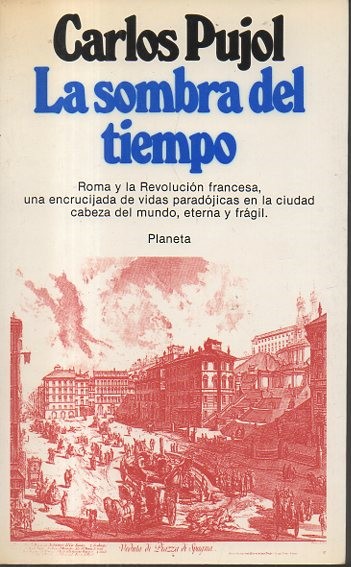 Carlos Pujol
La sombra del
tiempo
Roma y la Revolución francesa,
una encrucijada de vidas paradójicas en la ciudad
cabeza del mundo, eterna y frágil.
Planeta
Veduta di Piazza di Spagna